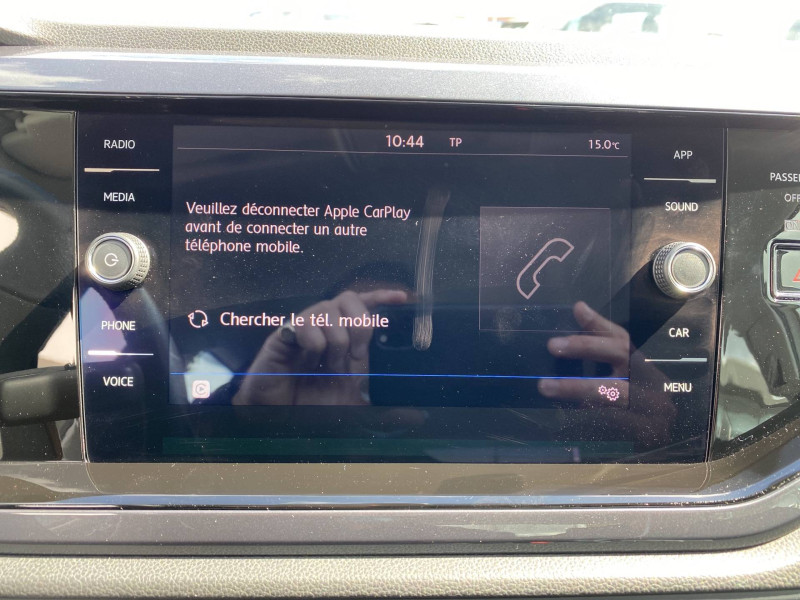 10:44 TP 15.0°C
RADIO
MEDIA
PHONE
VOICE
Veuillez déconnecter Apple CarPlay
avant de connecter un autre
téléphone mobile.
Chercher le tél. mobile
APP
SOUND
CAR
MENU